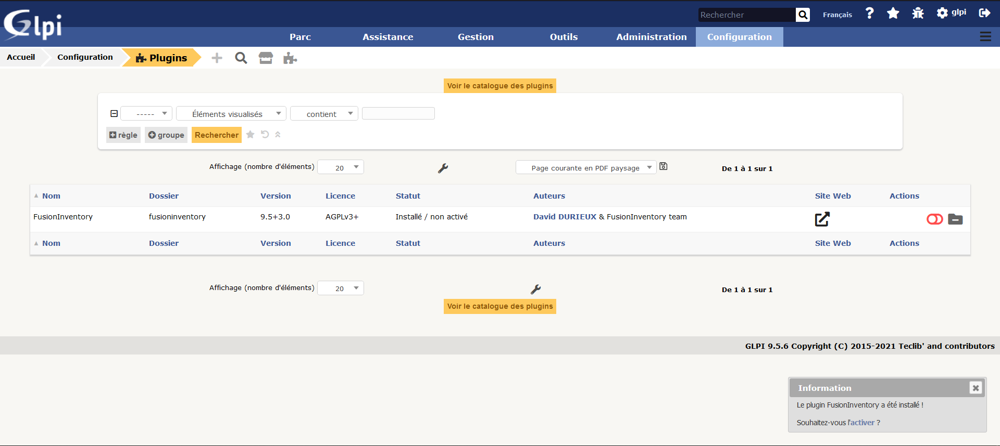 Glpi
Rechercher
Français
glpi
Parc Assistance Gestion Outils Administration Configuration
Accueil Configuration Plugins
Voir le catalogue des plugins
----- Éléments visualisés contient
règle groupe Rechercher
Affichage (nombre d'éléments) 20 Page courante en PDF paysage De 1 à 1 sur 1
Nom Dossier Version Licence Statut Auteurs Site Web Actions
FusionInventory fusioninventory 9.5+3.0 AGPLv3+ Installé / non activé David DURIEUX & FusionInventory team
Nom Dossier Version Licence Statut Auteurs Site Web Actions
Affichage (nombre d'éléments) 20 De 1 à 1 sur 1
Voir le catalogue des plugins
GLPI 9.5.6 Copyright (C) 2015-2021 Teclib' and contributors
Information
Le plugin FusionInventory a été installé !
Souhaitez-vous l'activer ?